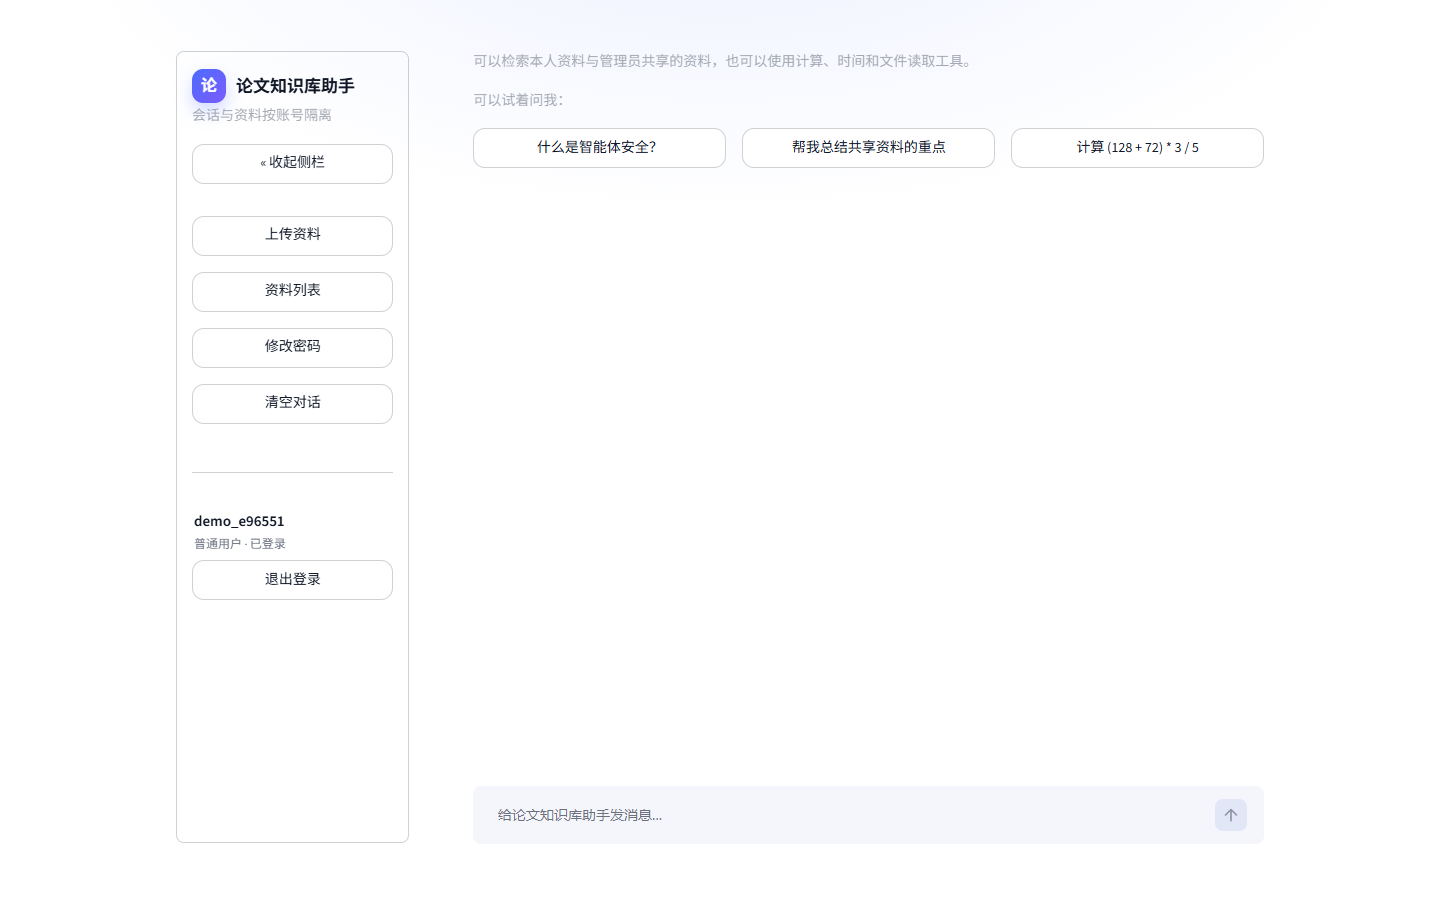 论 论文知识库助手
会话与资料按账号隔离
« 收起侧栏
上传资料
资料列表
修改密码
清空对话
demo_e96551
普通用户 · 已登录
退出登录
可以检索本人资料与管理员共享的资料，也可以使用计算、时间和文件读取工具。
可以试着问我：
什么是智能体安全？
帮我总结共享资料的重点
计算 (128 + 72) * 3 / 5
给论文知识库助手发消息...